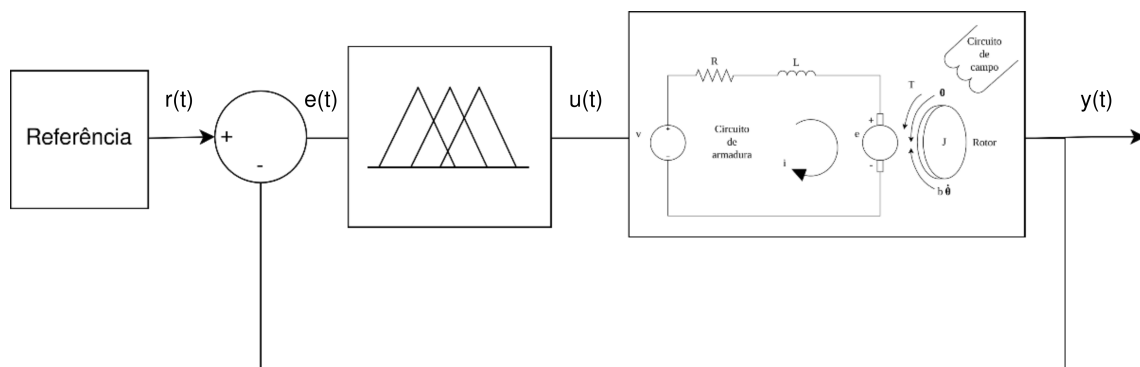 Referência
r(t)
+
-
e(t)
u(t)
R
L
v
+
-
Circuito
de
armadura
i
+
e
-
T
θ
J
Rotor
b θ̇
Circuito
de
campo
y(t)